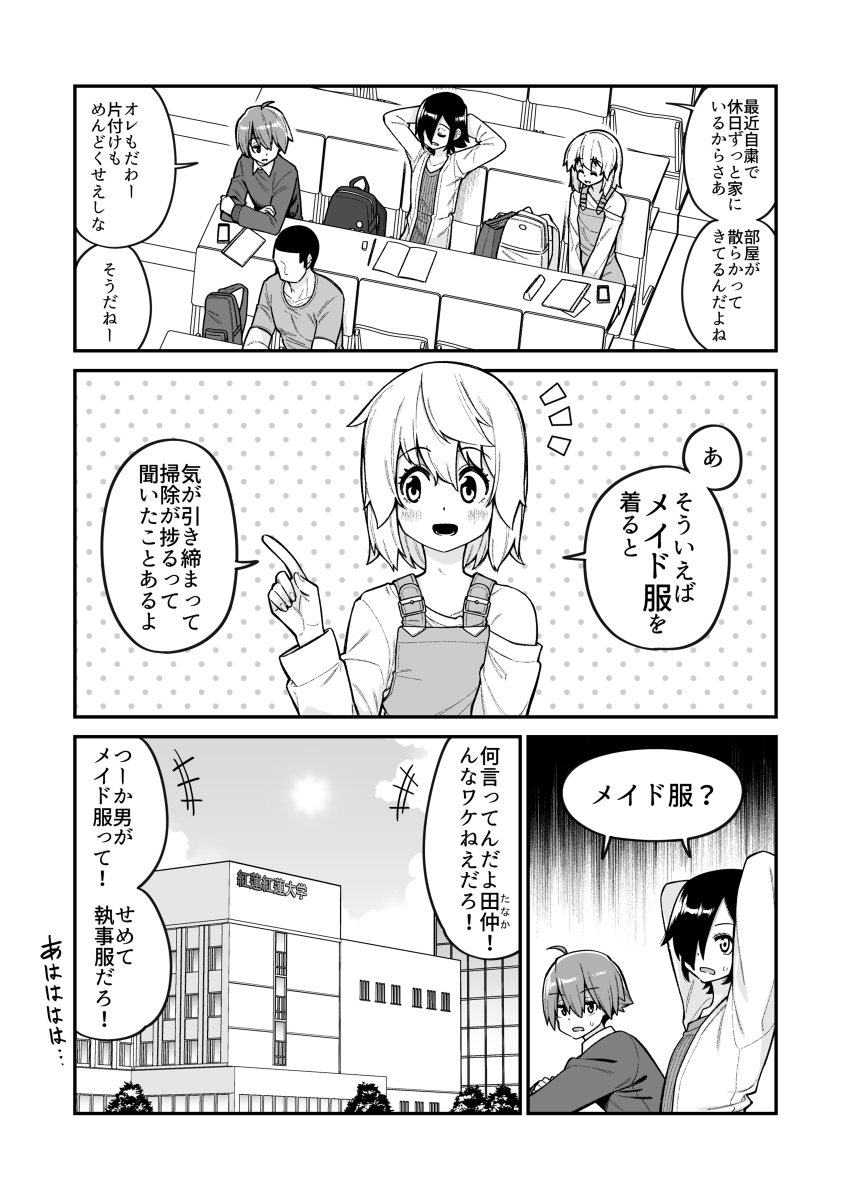 最近自粛で
休日ずっと家に
いるからさあ
部屋が
散らかって
きてるんだよね
オレもだわー
片付けも
めんどくせえしな
そうだねー
あ
そういえば
メイド服を
着ると
気が引き締まって
掃除が捗るって
聞いたことあるよ
メイド服？
何言ってんだよ田仲！
たなか
んなワケねえだろ！
つーか男が
メイド服って！
せめて
執事服だろ！
あはははは…
紅蓮紅蓮大学